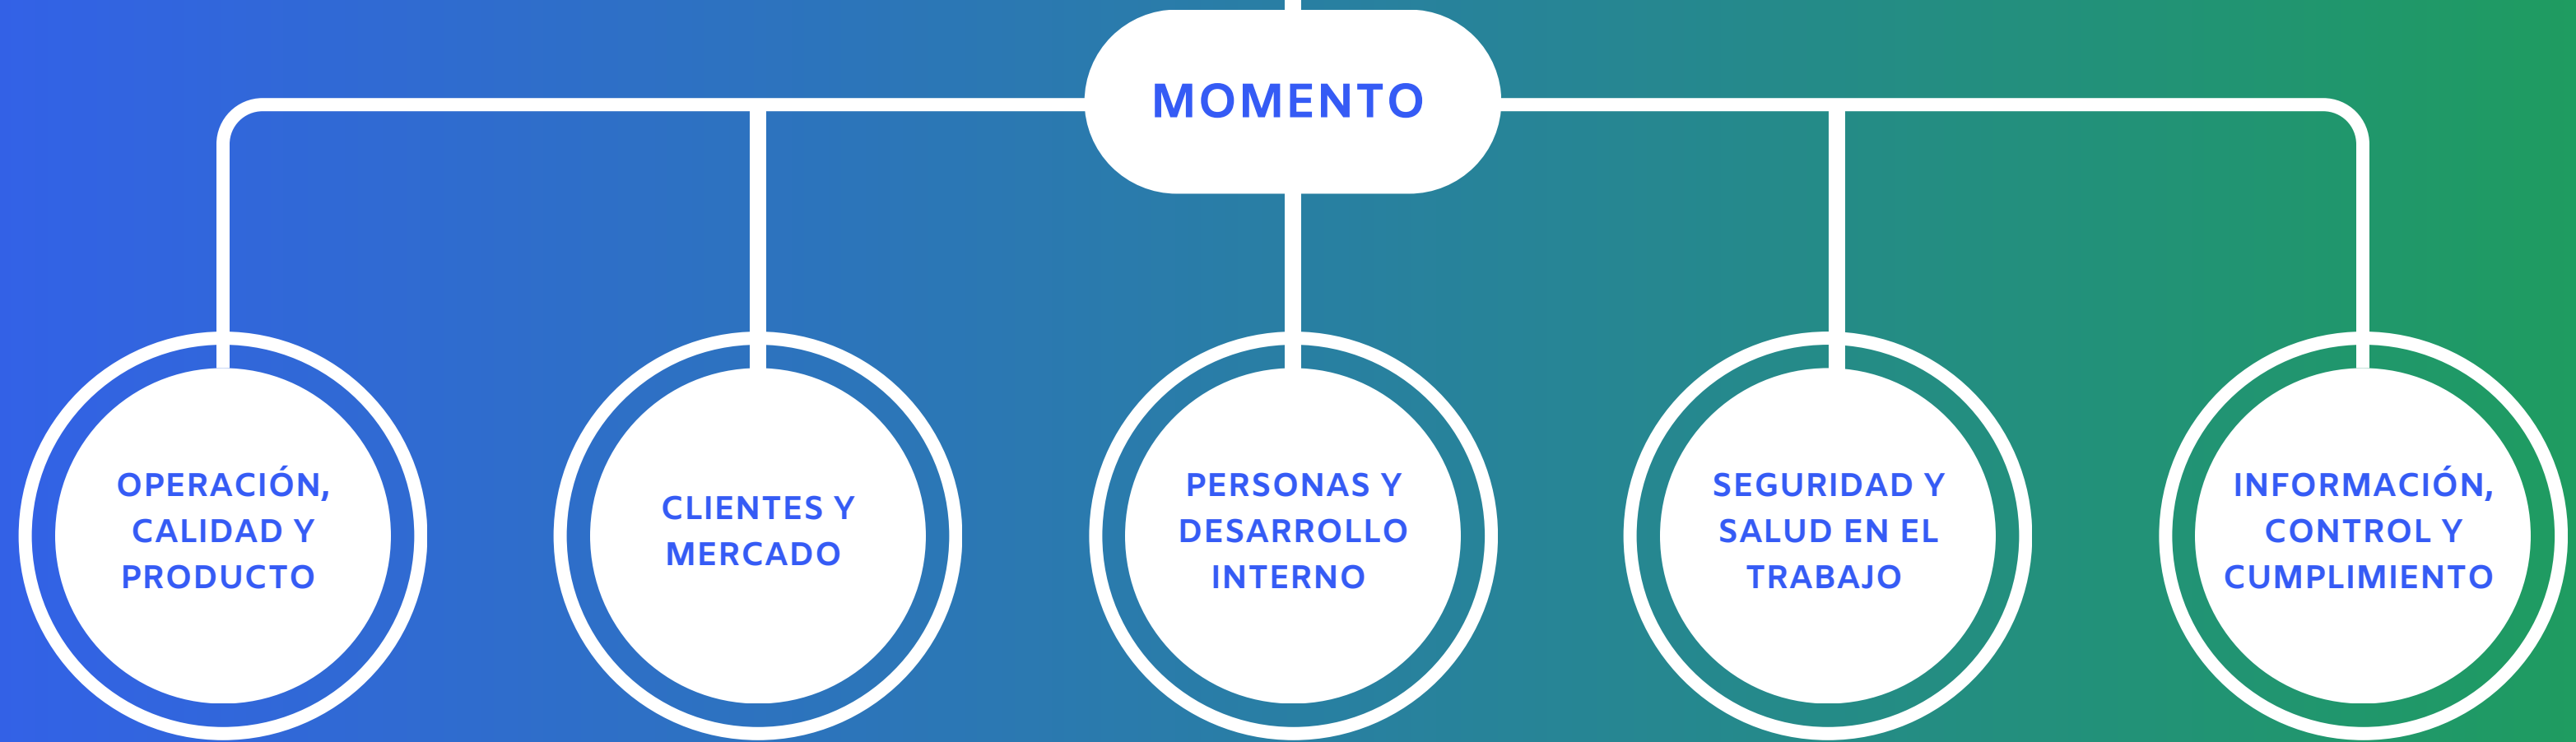 MOMENTO
OPERACIÓN,
CALIDAD Y
PRODUCTO
CLIENTES Y
MERCADO
PERSONAS Y
DESARROLLO
INTERNO
SEGURIDAD Y
SALUD EN EL
TRABAJO
INFORMACIÓN,
CONTROL Y
CUMPLIMIENTO